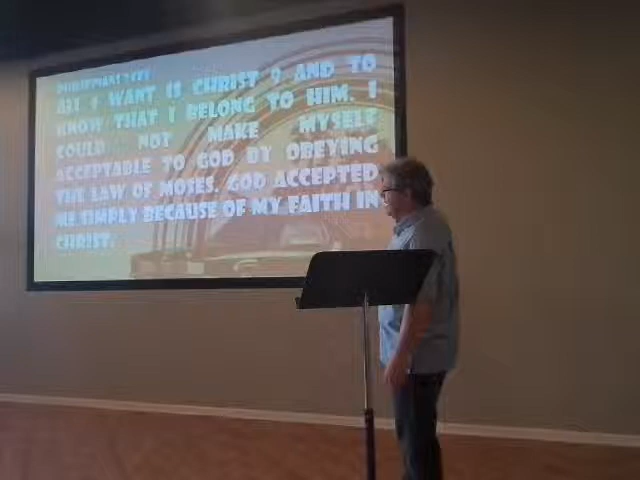 ALL I WANT IS CHRIST 9 AND TO
KNOW THAT I BELONG TO HIM. I
COULD NOT MAKE MYSELF
ACCEPTABLE TO GOD BY OBEYING
THE LAW OF MOSES. GOD ACCEPTED
ME SIMPLY BECAUSE OF MY FAITH IN
CHRIST.